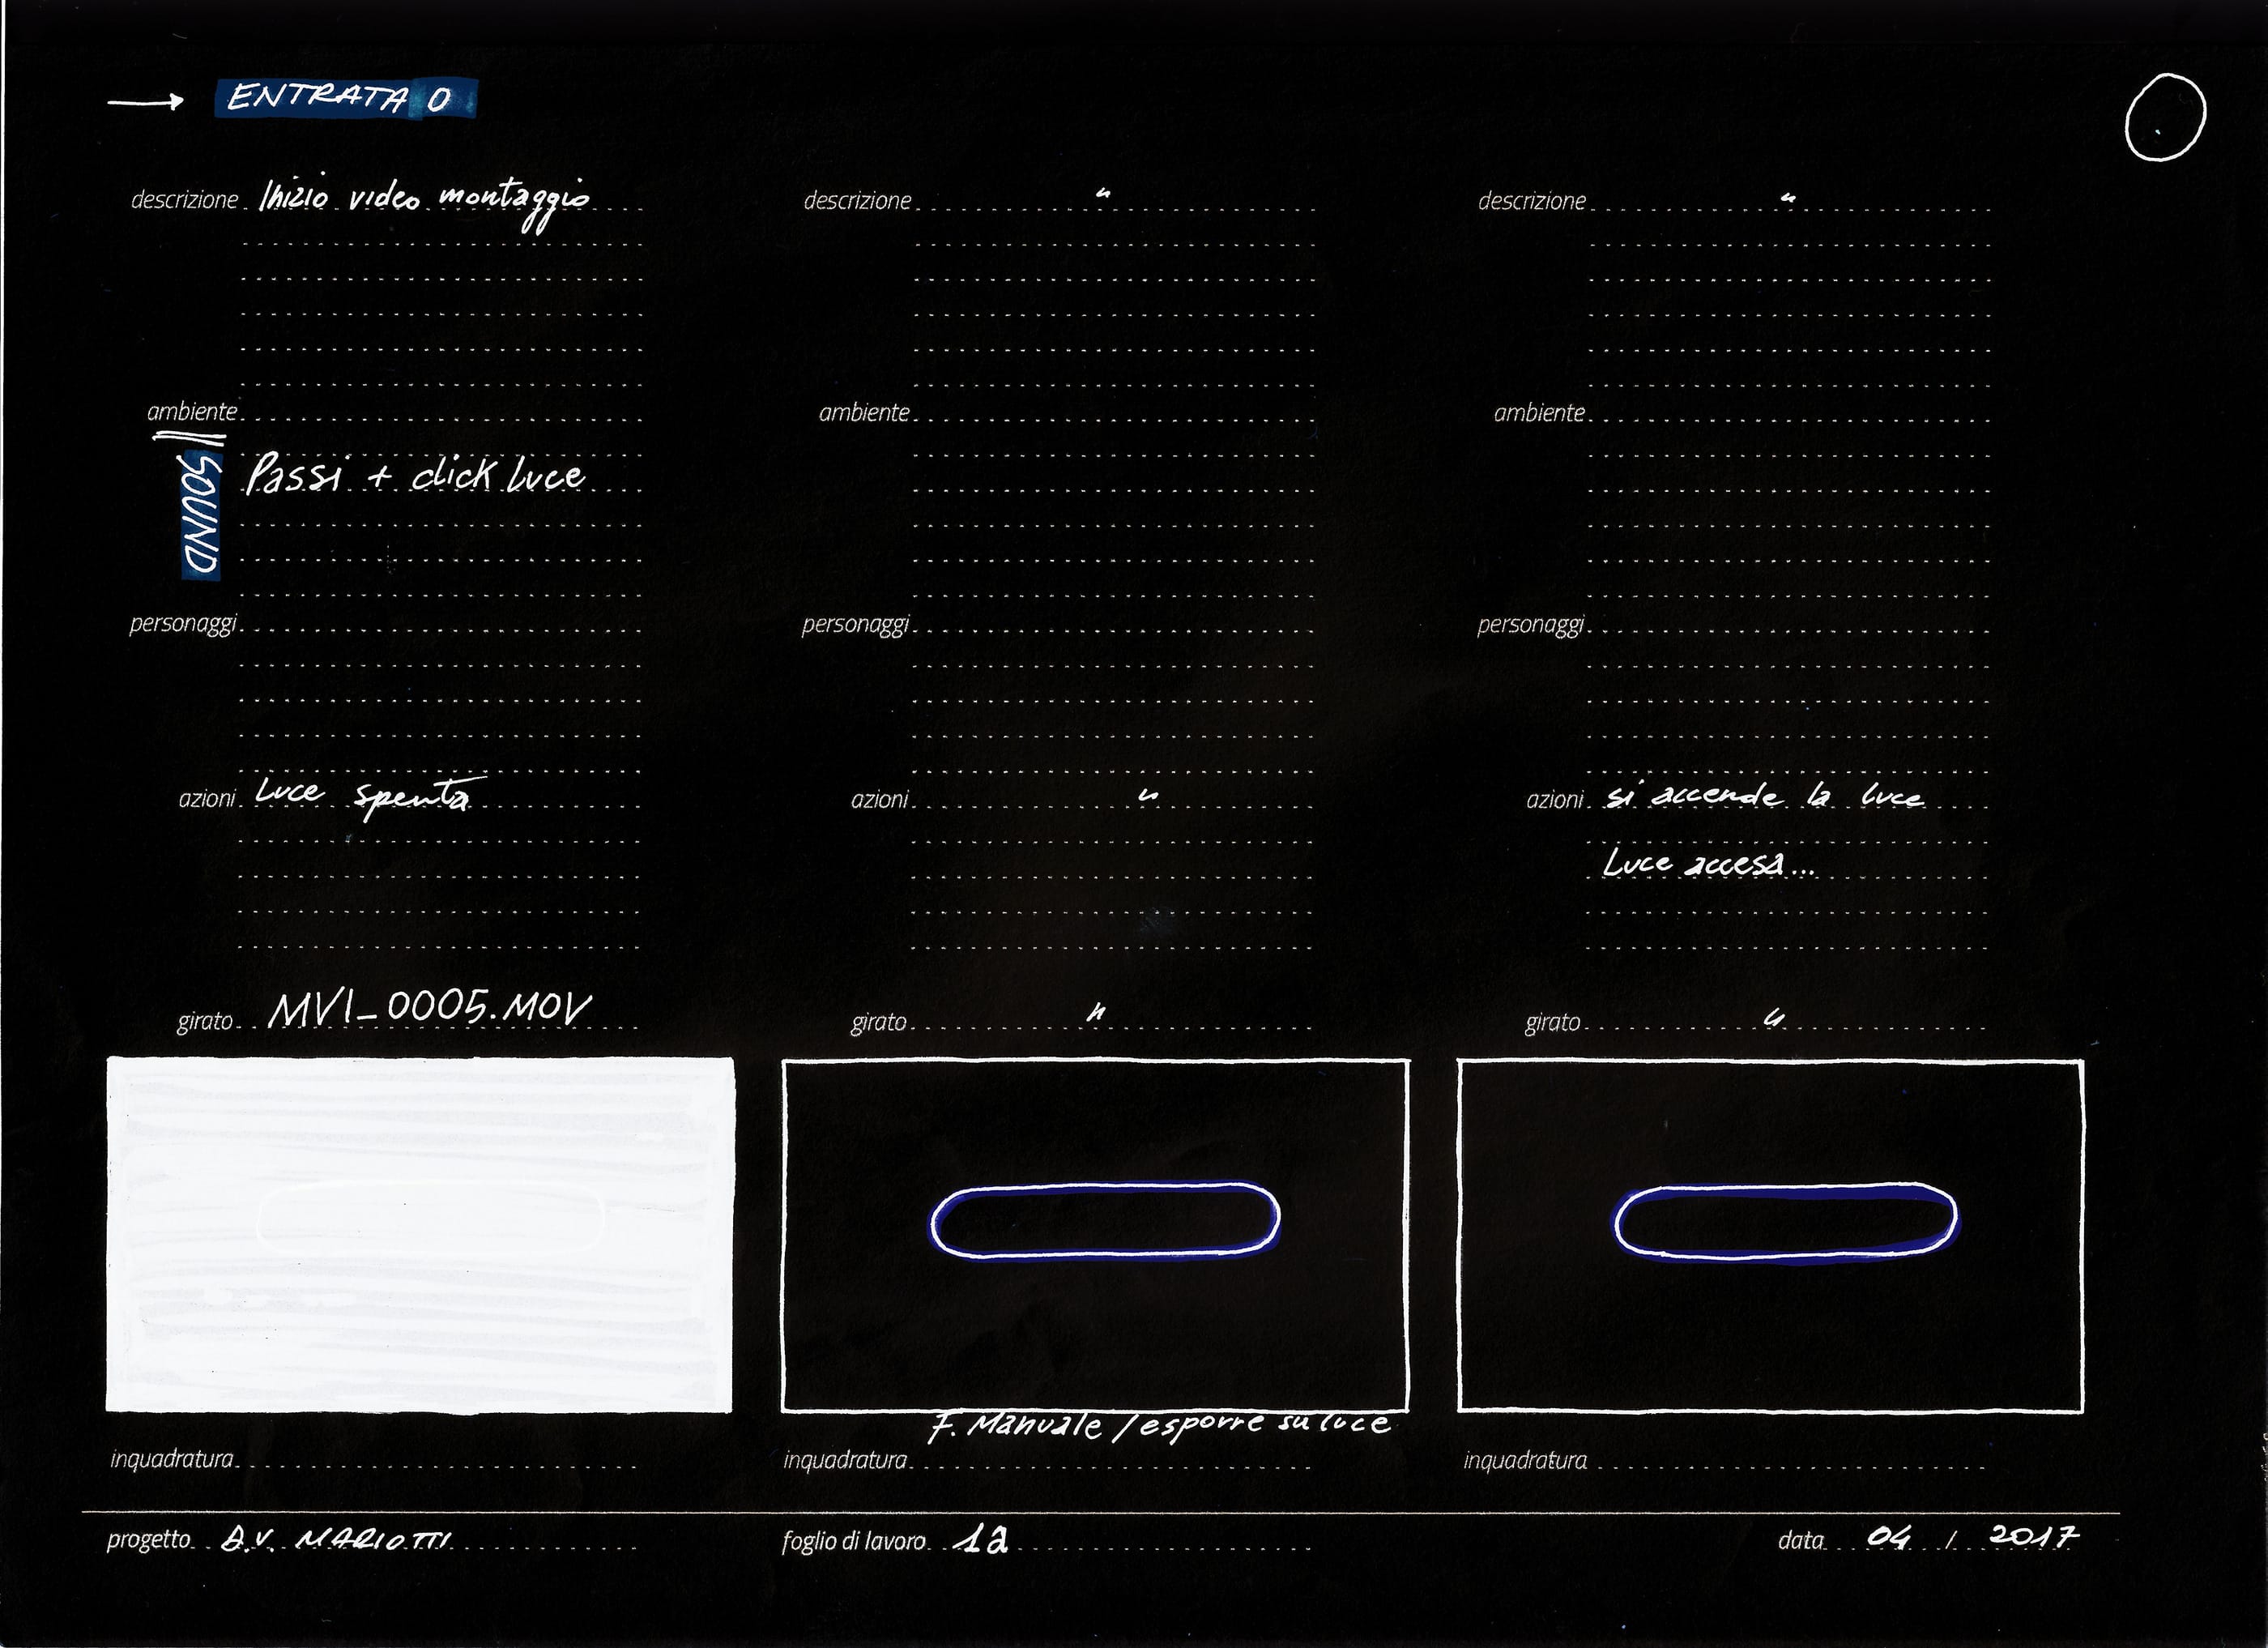 → ENTRATA 0
descrizione Inizio video montaggio
ambiente
SOUND
Passi + click luce
personaggi
azioni Luce spenta
girato MVI_0005.MOV
inquadratura
descrizione "
ambiente
personaggi
azioni "
girato "
F. Manuale / esporre su luce
inquadratura
descrizione "
ambiente
personaggi
azioni si accende la luce
Luce accesa...
girato "
inquadratura
progetto A.V. MARIOTTI
foglio di lavoro 1a
data 04 / 2017